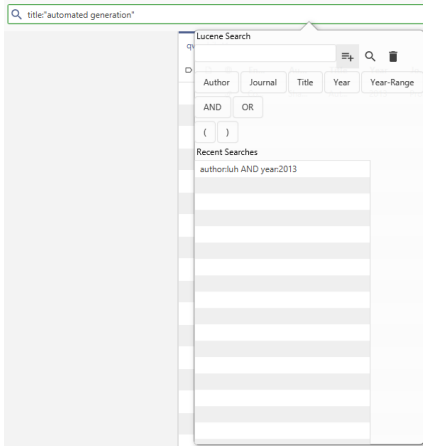 title:"automated generation"
Lucene Search
Author Journal Title Year Year-Range
AND OR
( )
Recent Searches
author:luh AND year:2013